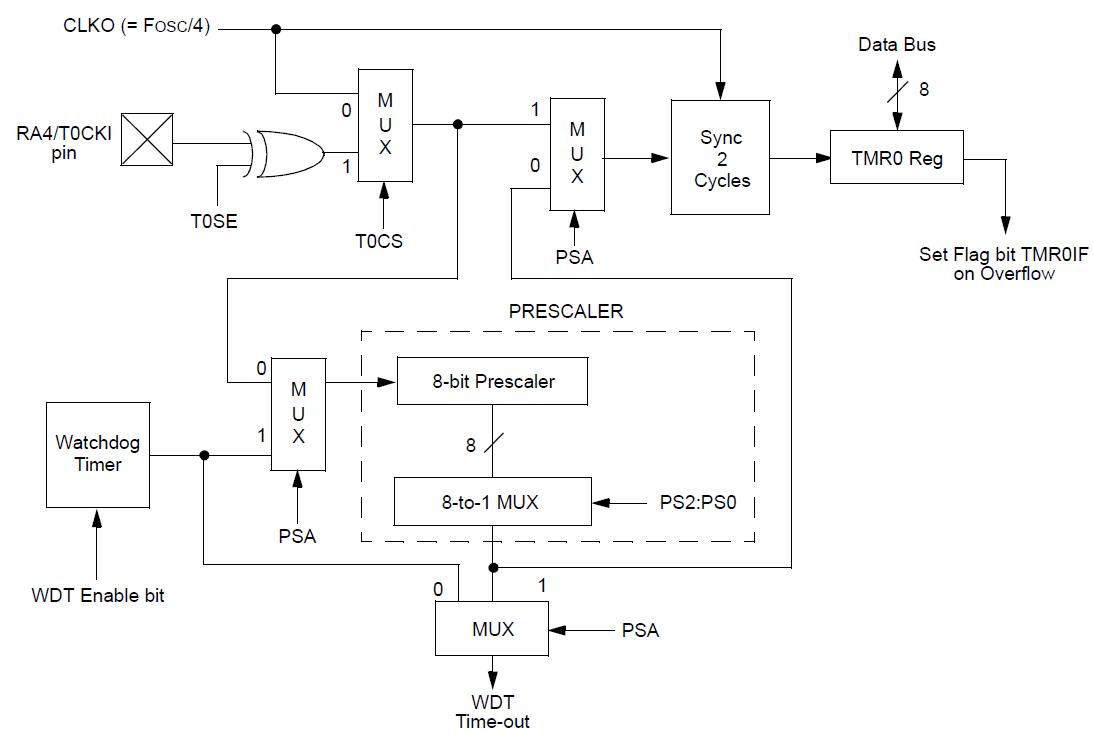 CLKO (= FOSC/4)
Data Bus
8
RA4/T0CKI
pin
0
1
M
U
X
T0SE
T0CS
1
0
M
U
X
PSA
Sync
2
Cycles
TMR0 Reg
Set Flag bit TMR0IF
on Overflow
PRESCALER
0
1
M
U
X
PSA
8-bit Prescaler
8
8-to-1 MUX
PS2:PS0
Watchdog
Timer
WDT Enable bit
0
1
MUX
PSA
WDT
Time-out